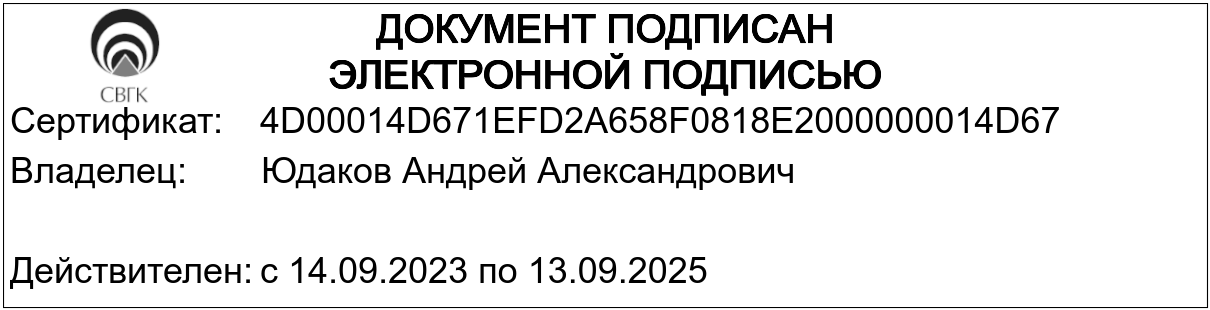 ДОКУМЕНТ ПОДПИСАН
ЭЛЕКТРОННОЙ ПОДПИСЬЮ
СВГК
Сертификат: 4D00014D671EFD2A658F0818E2000000014D67
Владелец: Юдаков Андрей Александрович
Действителен: с 14.09.2023 по 13.09.2025